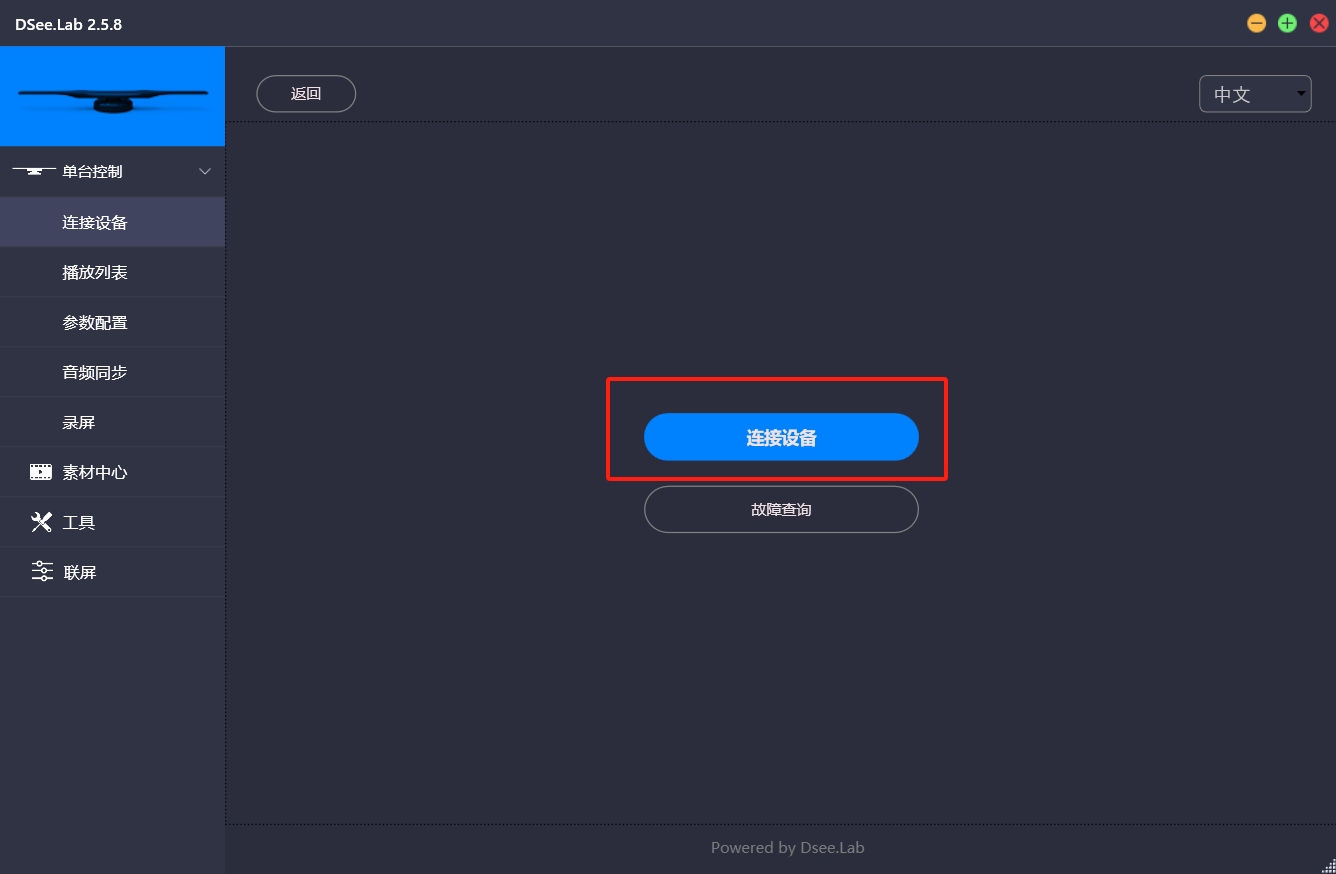 DSee.Lab 2.5.8
返回
中文
单台控制
连接设备
播放列表
参数配置
音频同步
录屏
素材中心
工具
联屏
连接设备
故障查询
Powered by Dsee.Lab